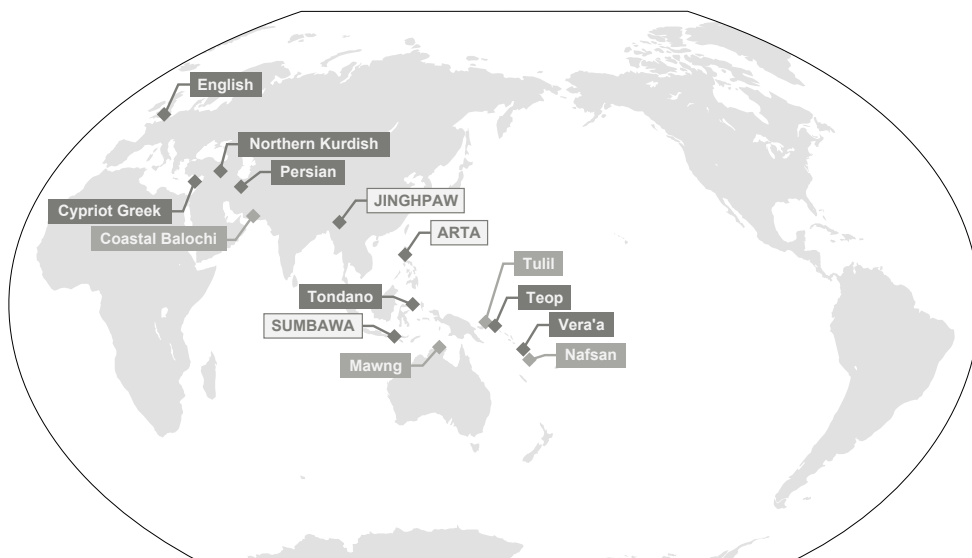 English
Northern Kurdish
Persian
JINGHPAW
Cypriot Greek
Coastal Balochi
ARTA
Tulil
Tondano
Teop
SUMBAWA
Vera'a
Mawng
Nafsan